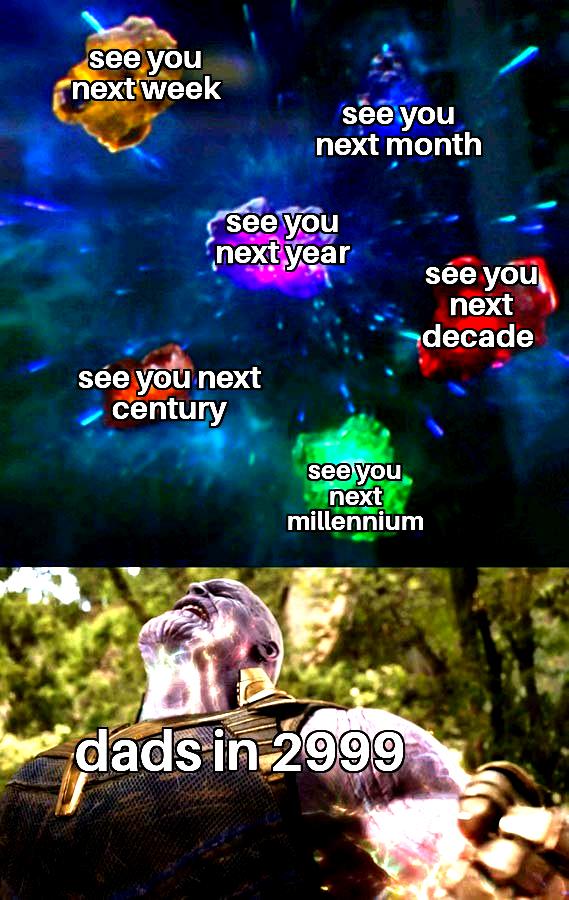 see you
next week
see you
next month
see you
next year
see you
next
decade
see you next
century
see you
next
millennium
dads in 2999